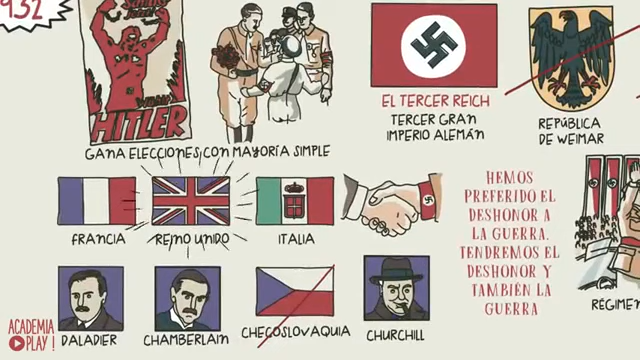 932
HITLER
GANA ELECCIONES CON MAYORÍA SIMPLE
EL TERCER REICH
TERCER GRAN
IMPERIO ALEMÁN
REPÚBLICA
DE WEIMAR
FRANCIA
REINO UNIDO
ITALIA
HEMOS
PREFERIDO EL
DESHONOR A
LA GUERRA.
TENDREMOS EL
DESHONOR Y
TAMBIÉN LA
GUERRA
RÉGIMEN
DALADIER
CHAMBERLAIN
CHECOSLOVAQUIA
CHURCHILL
ACADEMIA
PLAY!